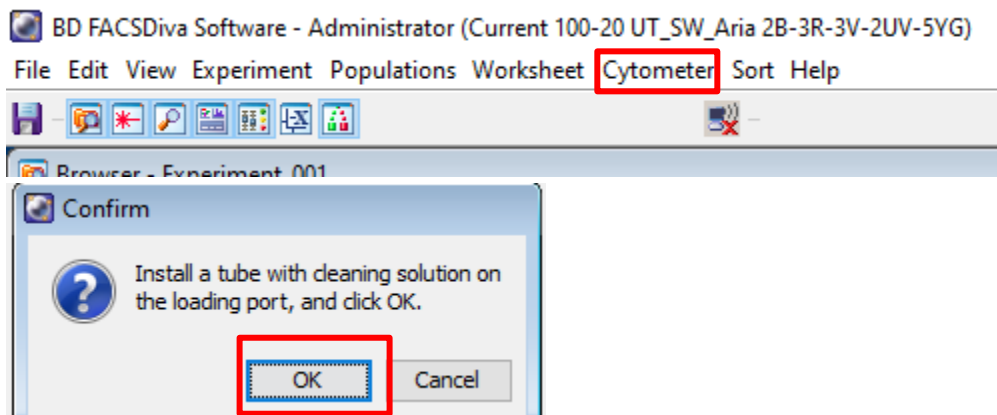 BD FACSDiva Software - Administrator (Current 100-20 UT_SW_Aria 2B-3R-3V-2UV-5YG)
File Edit View Experiment Populations Worksheet Cytometer Sort Help
Browser - Experiment_001
Confirm
Install a tube with cleaning solution on
the loading port, and click OK.
OK Cancel